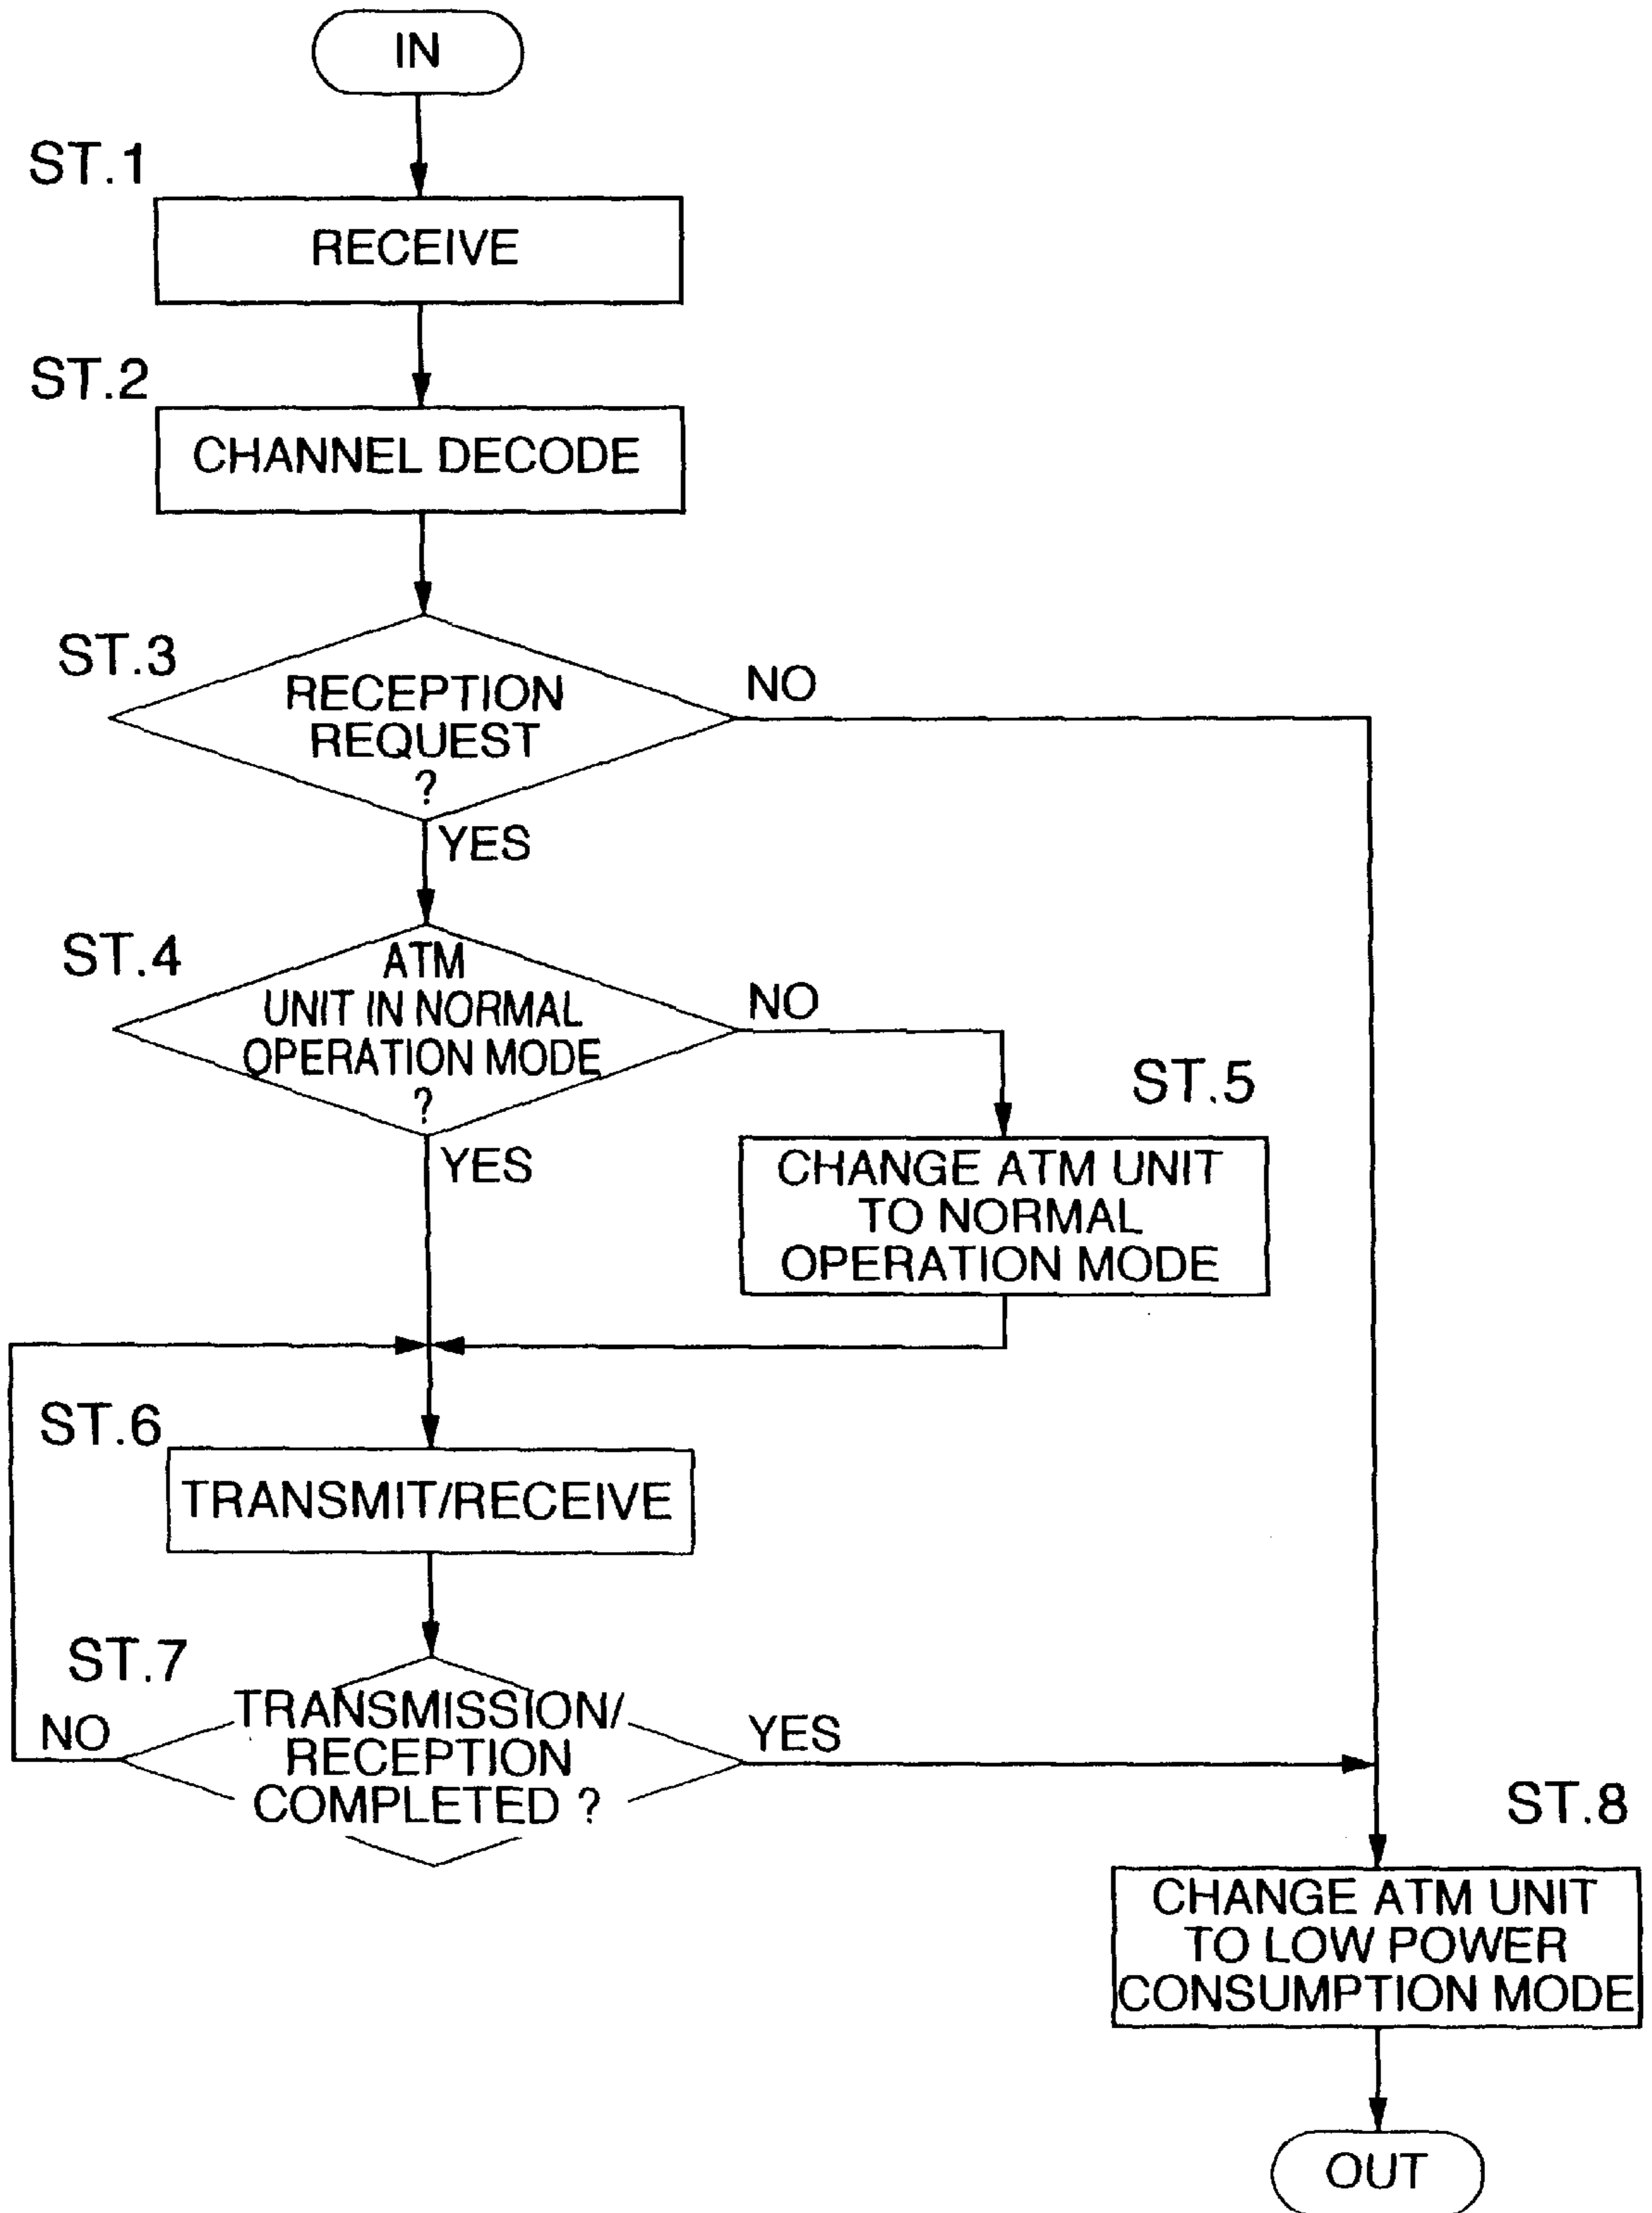 IN
ST.1
RECEIVE
ST.2
CHANNEL DECODE
ST.3
RECEPTION
REQUEST
?
NO
YES
ST.4
ATM
UNIT IN NORMAL
OPERATION MODE
?
NO
YES
ST.5
CHANGE ATM UNIT
TO NORMAL
OPERATION MODE
ST.6
TRANSMIT/RECEIVE
ST.7
TRANSMISSION/
RECEPTION
COMPLETED ?
NO
YES
ST.8
CHANGE ATM UNIT
TO LOW POWER
CONSUMPTION MODE
OUT